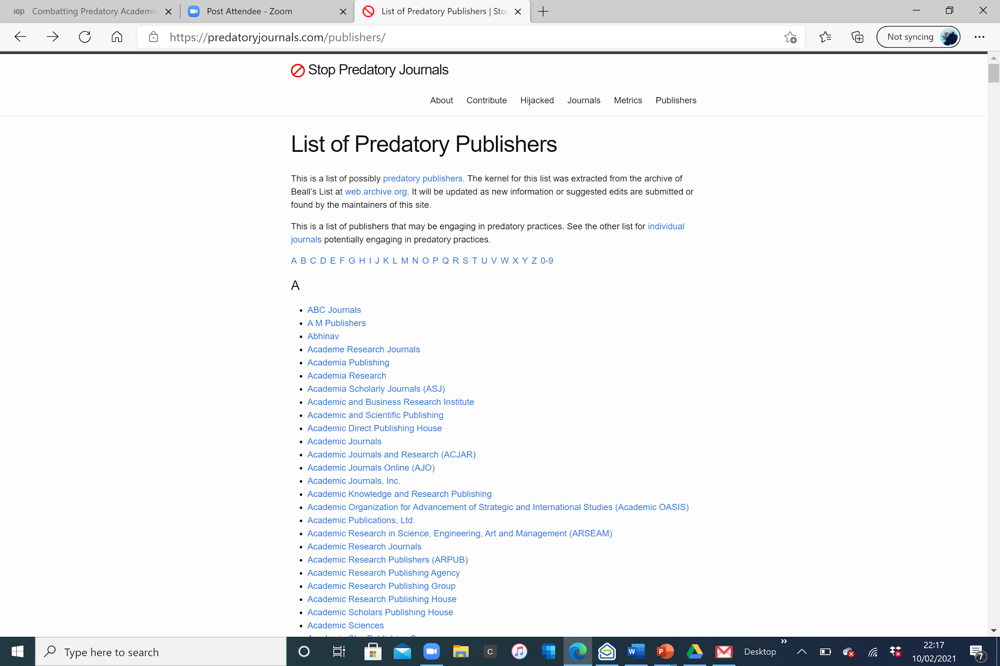 iap Combatting Predatory Academic
Post Attendee - Zoom
List of Predatory Publishers | Sto
https://predatoryjournals.com/publishers/
Not syncing
Stop Predatory Journals
About Contribute Hijacked Journals Metrics Publishers
List of Predatory Publishers
This is a list of possibly predatory publishers. The kernel for this list was extracted from the archive of
Beall’s List at web.archive.org. It will be updated as new information or suggested edits are submitted or
found by the maintainers of this site.
This is a list of publishers that may be engaging in predatory practices. See the other list for individual
journals potentially engaging in predatory practices.
A B C D E F G H I J K L M N O P Q R S T U V W X Y Z 0-9
A
ABC Journals
A M Publishers
Abhinav
Academe Research Journals
Academia Publishing
Academia Research
Academia Scholarly Journals (ASJ)
Academic and Business Research Institute
Academic and Scientific Publishing
Academic Direct Publishing House
Academic Journals
Academic Journals and Research (ACJAR)
Academic Journals Online (AJO)
Academic Journals, Inc.
Academic Knowledge and Research Publishing
Academic Organization for Advancement of Strategic and International Studies (Academic OASIS)
Academic Publications, Ltd.
Academic Research in Science, Engineering, Art and Management (ARSEAM)
Academic Research Journals
Academic Research Publishers (ARPUB)
Academic Research Publishing Agency
Academic Research Publishing Group
Academic Research Publishing House
Academic Scholars Publishing House
Academic Sciences
Type here to search
C
W
P
Desktop
22:17
10/02/2021
7